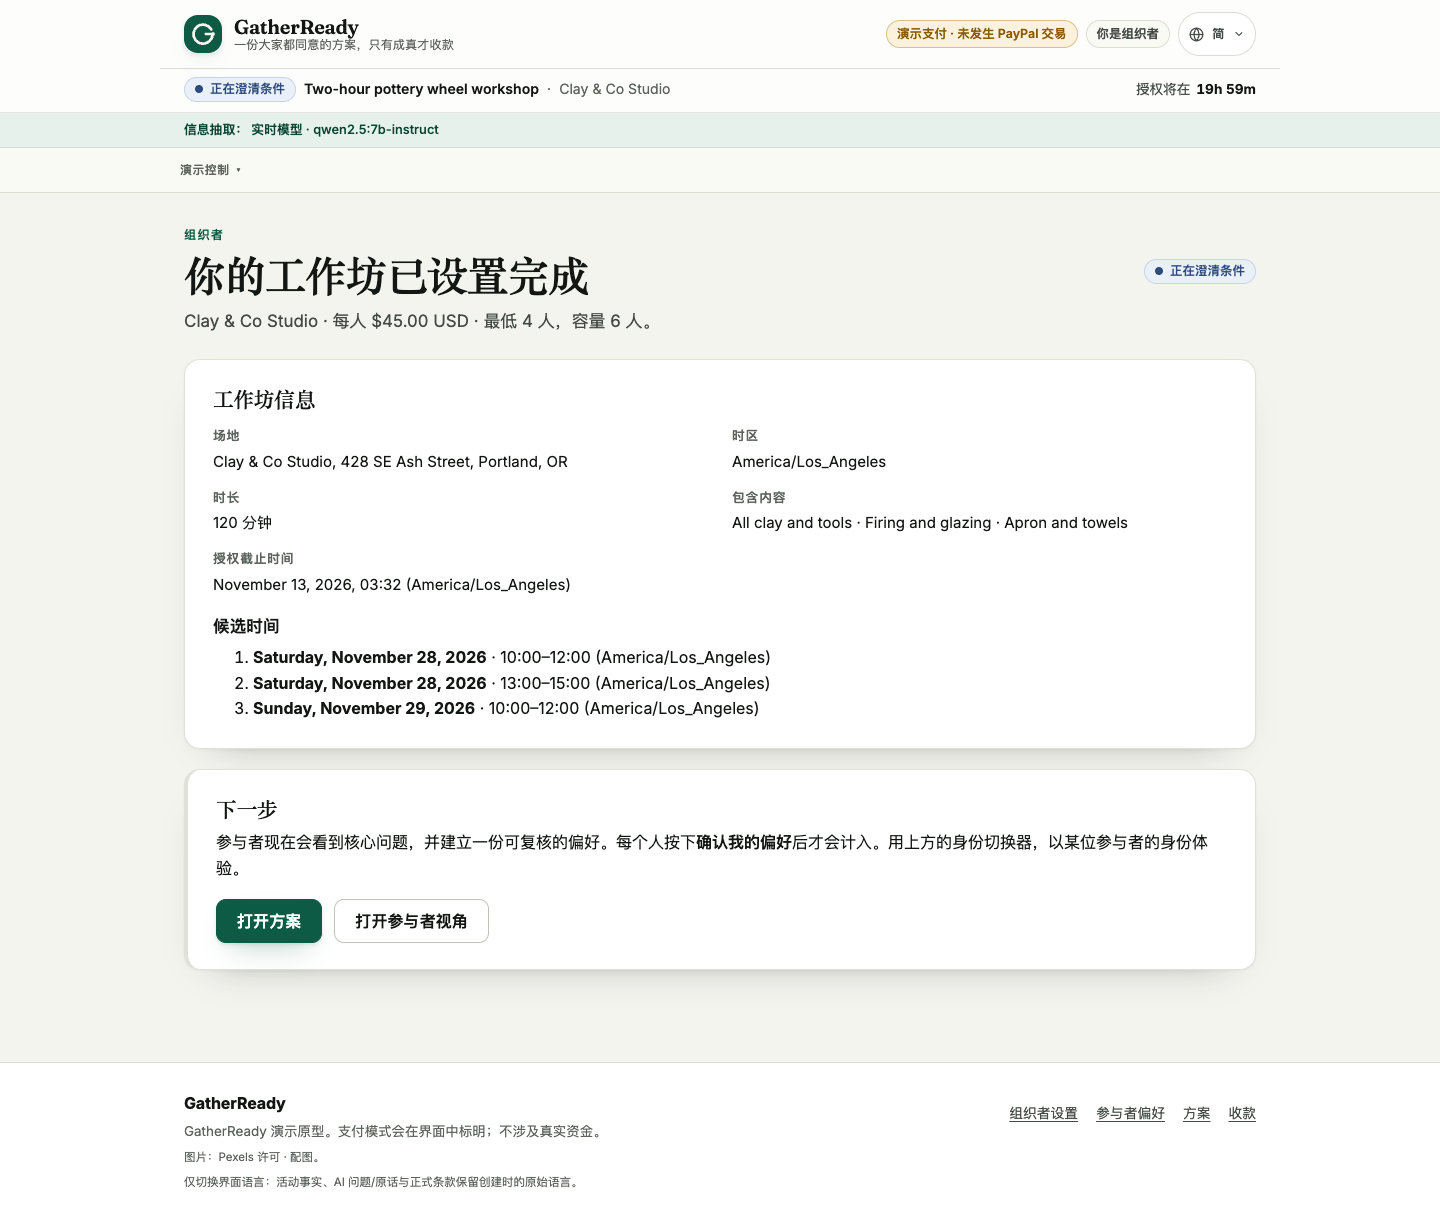 GatherReady
一份大家都同意的方案，只有成真才收款
演示支付 · 未发生 PayPal 交易
你是组织者
简
正在澄清条件
Two-hour pottery wheel workshop · Clay & Co Studio
授权将在 19h 59m
信息抽取： 实时模型 · qwen2.5:7b-instruct
演示控制
组织者
你的工作坊已设置完成
正在澄清条件
Clay & Co Studio · 每人 $45.00 USD · 最低 4 人，容量 6 人。
工作坊信息
场地
Clay & Co Studio, 428 SE Ash Street, Portland, OR
时区
America/Los_Angeles
时长
120 分钟
包含内容
All clay and tools · Firing and glazing · Apron and towels
授权截止时间
November 13, 2026, 03:32 (America/Los_Angeles)
候选时间
1. Saturday, November 28, 2026 · 10:00–12:00 (America/Los_Angeles)
2. Saturday, November 28, 2026 · 13:00–15:00 (America/Los_Angeles)
3. Sunday, November 29, 2026 · 10:00–12:00 (America/Los_Angeles)
下一步
参与者现在会看到核心问题，并建立一份可复核的偏好。每个人按下确认我的偏好后才会计入。用上方的身份切换器，以某位参与者的身份体
验。
打开方案
打开参与者视角
GatherReady
GatherReady 演示原型。支付模式会在界面中标明；不涉及真实资金。
图片：Pexels 许可 · 配图。
仅切换界面语言：活动事实、AI 问题/原话与正式条款保留创建时的原始语言。
组织者设置
参与者偏好
方案
收款